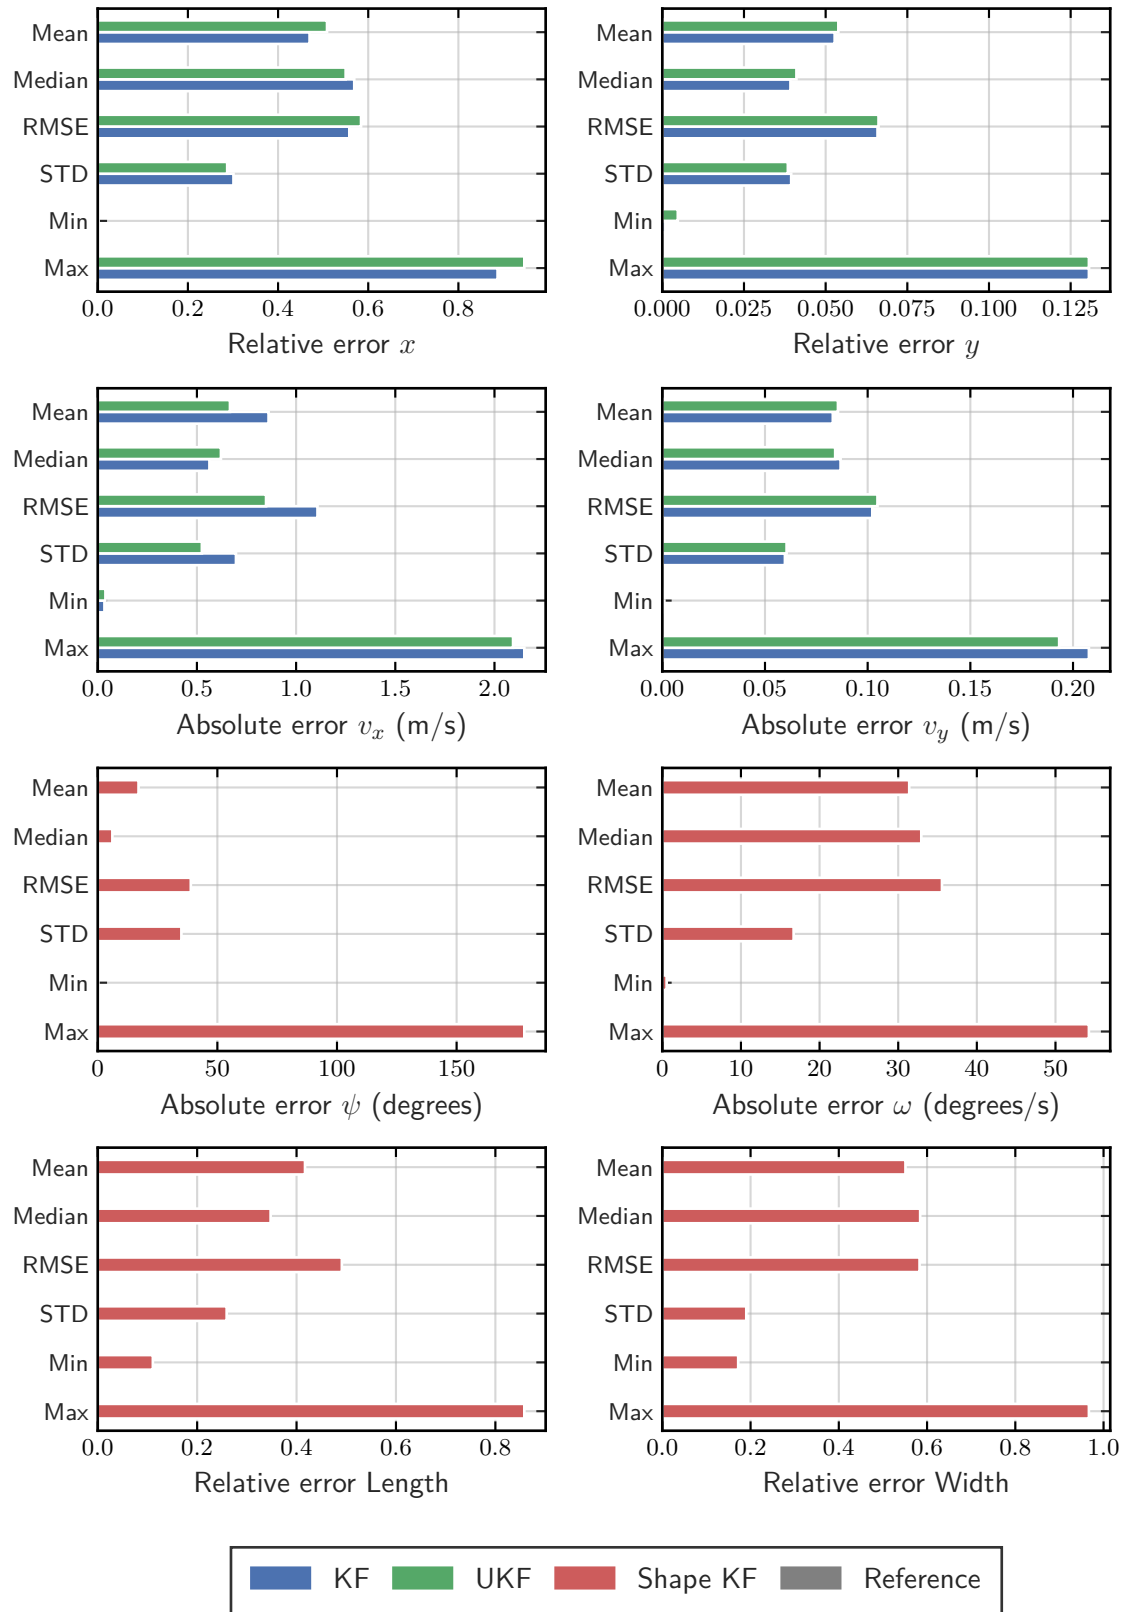 Mean
Median
RMSE
STD
Min
Max
0.0 0.2 0.4 0.6 0.8
Relative error x
Mean
Median
RMSE
STD
Min
Max
0.000 0.025 0.050 0.075 0.100 0.125
Relative error y
Mean
Median
RMSE
STD
Min
Max
0.0 0.5 1.0 1.5 2.0
Absolute error v_x (m/s)
Mean
Median
RMSE
STD
Min
Max
0.00 0.05 0.10 0.15 0.20
Absolute error v_y (m/s)
Mean
Median
RMSE
STD
Min
Max
0 50 100 150
Absolute error ψ (degrees)
Mean
Median
RMSE
STD
Min
Max
0 10 20 30 40 50
Absolute error ω (degrees/s)
Mean
Median
RMSE
STD
Min
Max
0.0 0.2 0.4 0.6 0.8
Relative error Length
Mean
Median
RMSE
STD
Min
Max
0.0 0.2 0.4 0.6 0.8 1.0
Relative error Width
KF UKF Shape KF Reference